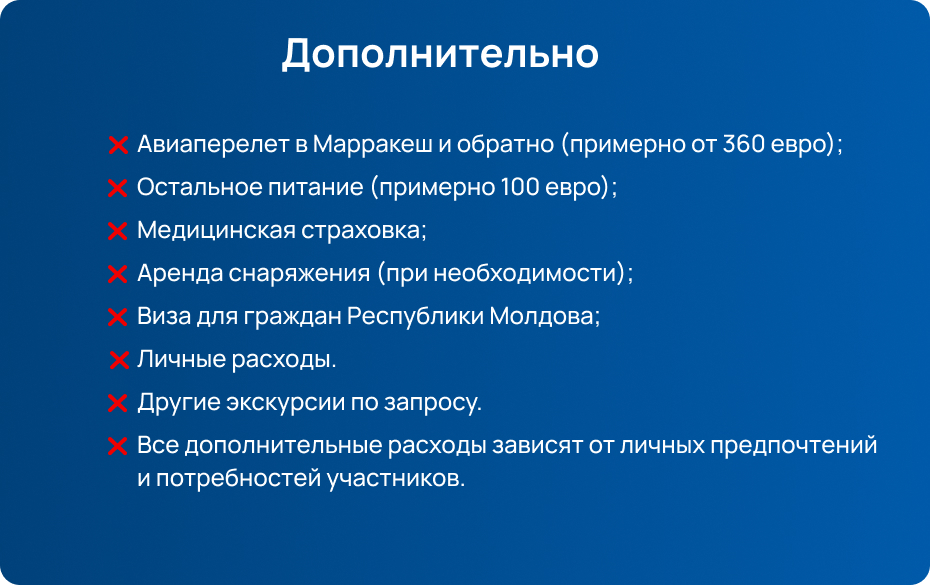 Дополнительно
Авиаперелет в Марракеш и обратно (примерно от 360 евро);
Остальное питание (примерно 100 евро);
Медицинская страховка;
Аренда снаряжения (при необходимости);
Виза для граждан Республики Молдова;
Личные расходы.
Другие экскурсии по запросу.
Все дополнительные расходы зависят от личных предпочтений
и потребностей участников.